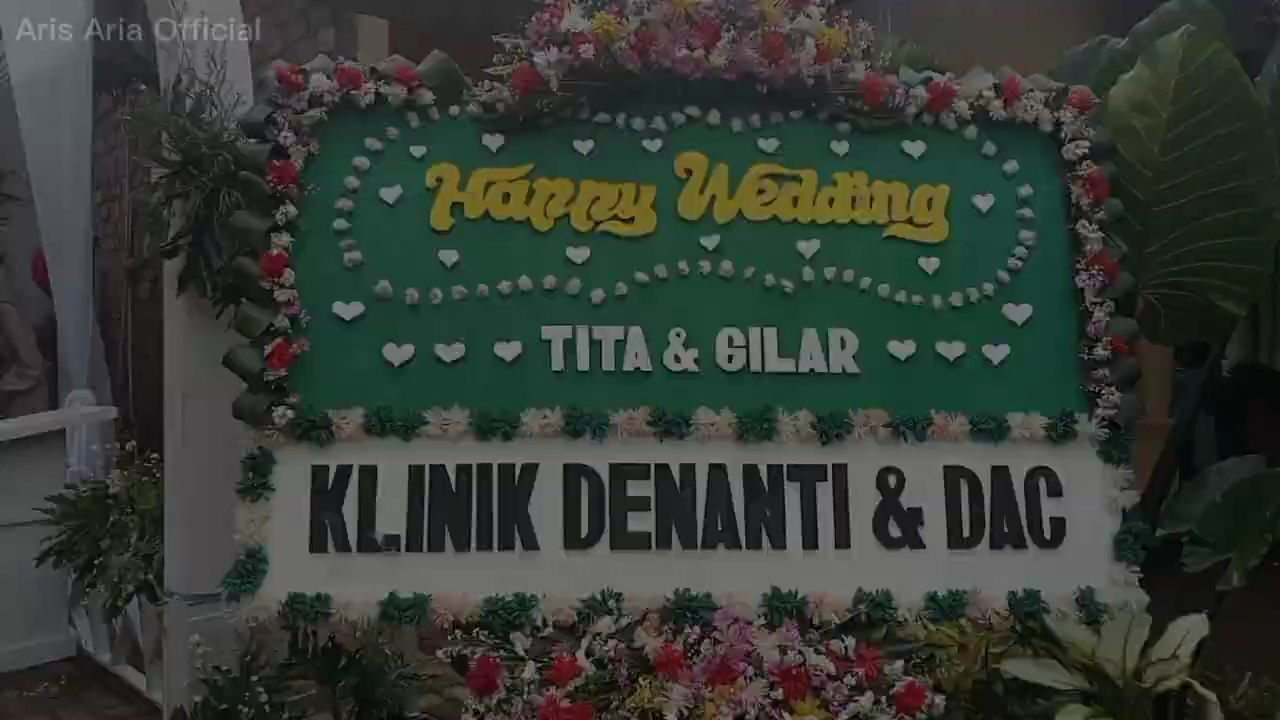 Aris Aria Official
Happy Wedding
TITA & GILAR
KLINIK DENANTI & DAC